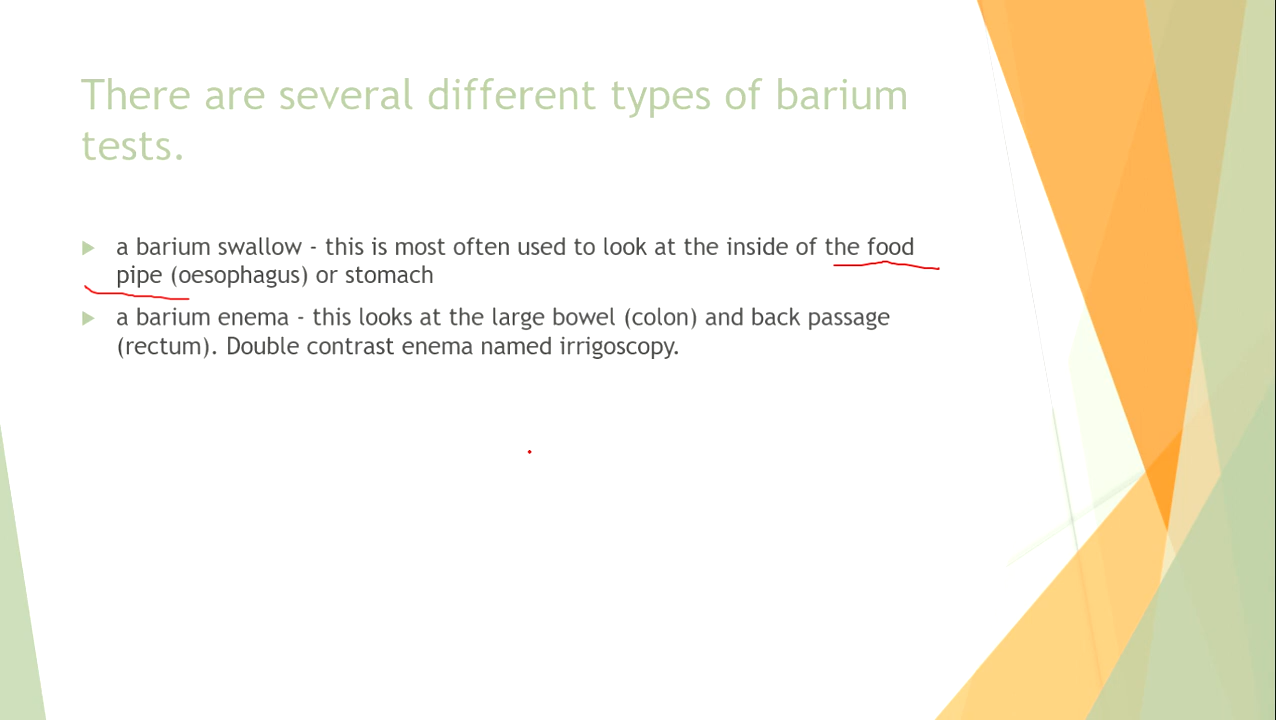 There are several different types of barium
tests.
a barium swallow - this is most often used to look at the inside of the food
pipe (oesophagus) or stomach
a barium enema - this looks at the large bowel (colon) and back passage
(rectum). Double contrast enema named irrigoscopy.